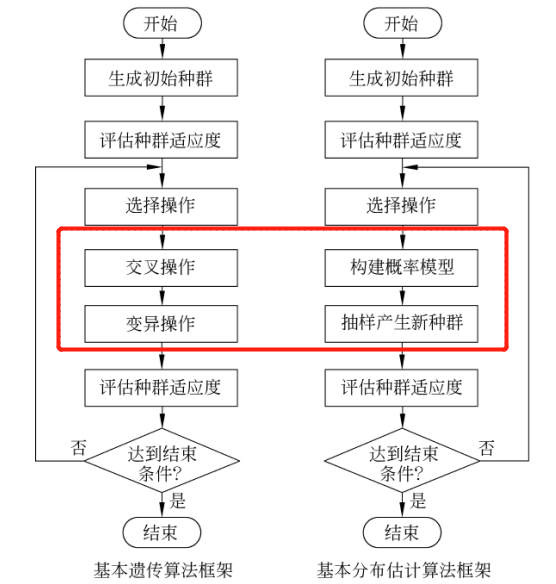 开始
生成初始种群
评估种群适应度
选择操作
交叉操作
变异操作
评估种群适应度
达到结束
条件?
否
是
结束
基本遗传算法框架
开始
生成初始种群
评估种群适应度
选择操作
构建概率模型
抽样产生新种群
评估种群适应度
达到结束
条件?
否
是
结束
基本分布估计算法框架